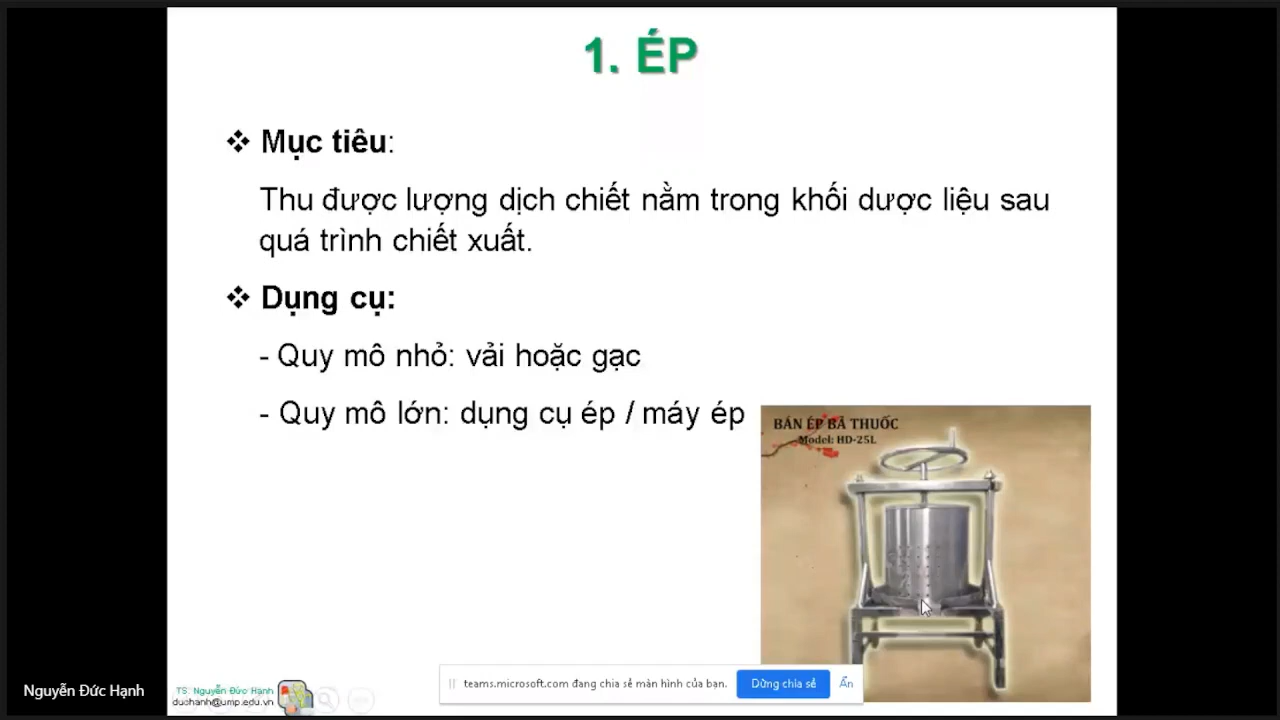 1. ÉP
❖ Mục tiêu:
Thu được lượng dịch chiết nằm trong khối dược liệu sau
quá trình chiết xuất.
❖ Dụng cụ:
- Quy mô nhỏ: vải hoặc gạc
- Quy mô lớn: dụng cụ ép / máy ép
BÁN ÉP BÃ THUỐC
Model: HD-25L
teams.microsoft.com đang chia sẻ màn hình của bạn.
Dừng chia sẻ
Ẩn
Nguyễn Đức Hạnh
TS. Nguyễn Đức Hạnh
duchanh@ump.edu.vn